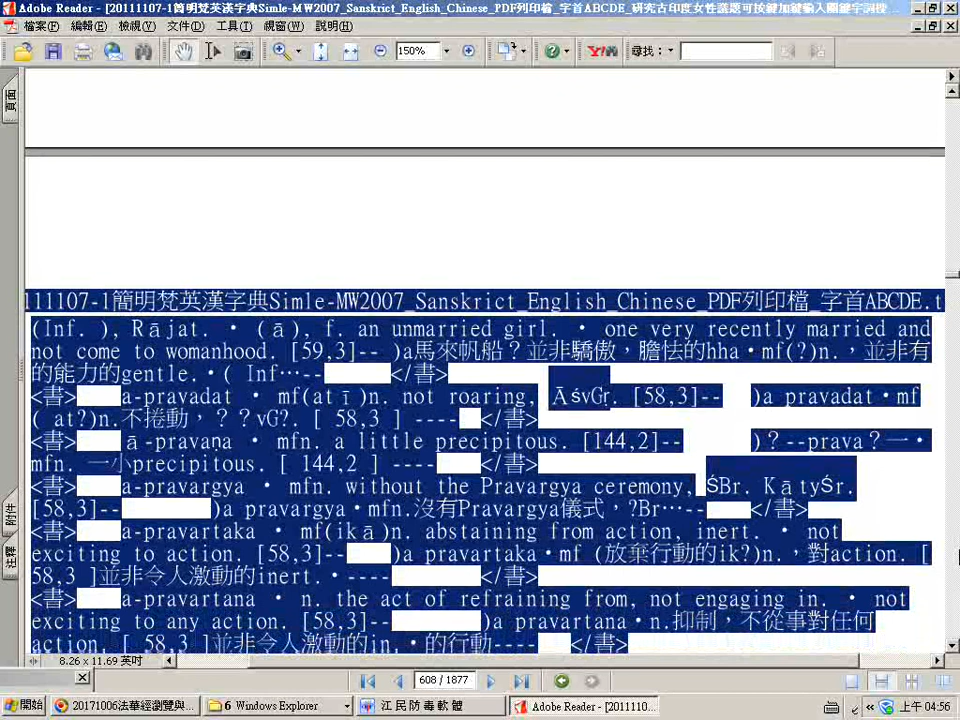 Adobe Reader - [20111107-1簡明梵英漢字典Simle-MW2007_Sanskrict_English_Chinese_PDF列印檔_字首ABCDE_研究古印度女性議題可按鍵加鍵輸入關鍵字詞搜
檔案(F) 編輯(E) 檢視(V) 文件(D) 工具(T) 視窗(W) 說明(H)
150% Y! 尋找:
頁面
111107-1簡明梵英漢字典Simle-MW2007_Sanskrict_English_Chinese_PDF列印檔_字首ABCDE.t
(Inf. ), Rājat. · (ā), f. an unmarried girl. · one very recently married and
not come to womanhood. [59,3]-- )a馬來帆船？並非驕傲，膽怯的hha·mf(?)n.，並非有
的能力的gentle.·( Inf…-- </書>
<書> a-pravadat · mf(atī)n. not roaring, ĀśvGṛ. [58,3]-- )a pravadat·mf
( at?)n.不捲動，？？vG?. [ 58,3 ] ---- </書>
<書> ā-pravaṇa · mfn. a little precipitous. [144,2]-- )？--prava？一·
mfn. 一小precipitous. [ 144,2 ] ---- </書>
<書> a-pravargya · mfn. without the Pravargya ceremony, ŚBr. KātyŚr.
[58,3]-- )a pravargya·mfn.沒有Pravargya儀式，?Br…-- </書>
<書> a-pravartaka · mf(ikā)n. abstaining from action, inert. · not
exciting to action. [58,3]-- )a pravartaka·mf (放棄行動的ik?)n.，對action. [
58,3 ]並非令人激動的inert.·---- </書>
<書> a-pravartana · n. the act of refraining from, not engaging in, · not
exciting to any action. [58,3]-- )a pravartana·n.抑制，不從事對任何
action. [ 58,3 ]並非令人激動的in,·的行動---- </書>
附件
注釋
8.26 x 11.69 英吋
608 / 1877
開始 20171006法華經瀏覽與... 6 Windows Explorer 江民防毒軟體 Adobe Reader - [2011110... 上午 04:56